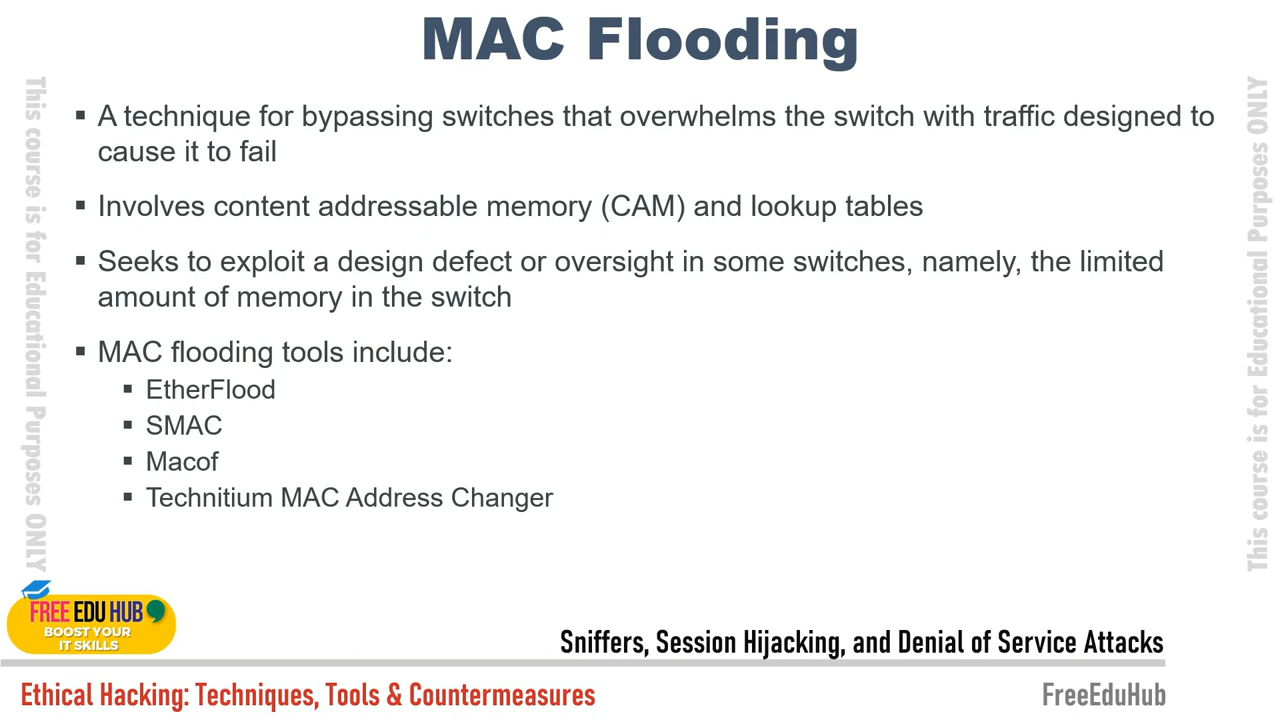 MAC Flooding
This course is for Educational Purposes ONLY
▪ A technique for bypassing switches that overwhelms the switch with traffic designed to
cause it to fail
▪ Involves content addressable memory (CAM) and lookup tables
▪ Seeks to exploit a design defect or oversight in some switches, namely, the limited
amount of memory in the switch
▪ MAC flooding tools include:
▪ EtherFlood
▪ SMAC
▪ Macof
▪ Technitium MAC Address Changer
This course is for Educational Purposes ONLY
FREE EDU HUB
BOOST YOUR
IT SKILLS
Sniffers, Session Hijacking, and Denial of Service Attacks
Ethical Hacking: Techniques, Tools & Countermeasures
FreeEduHub